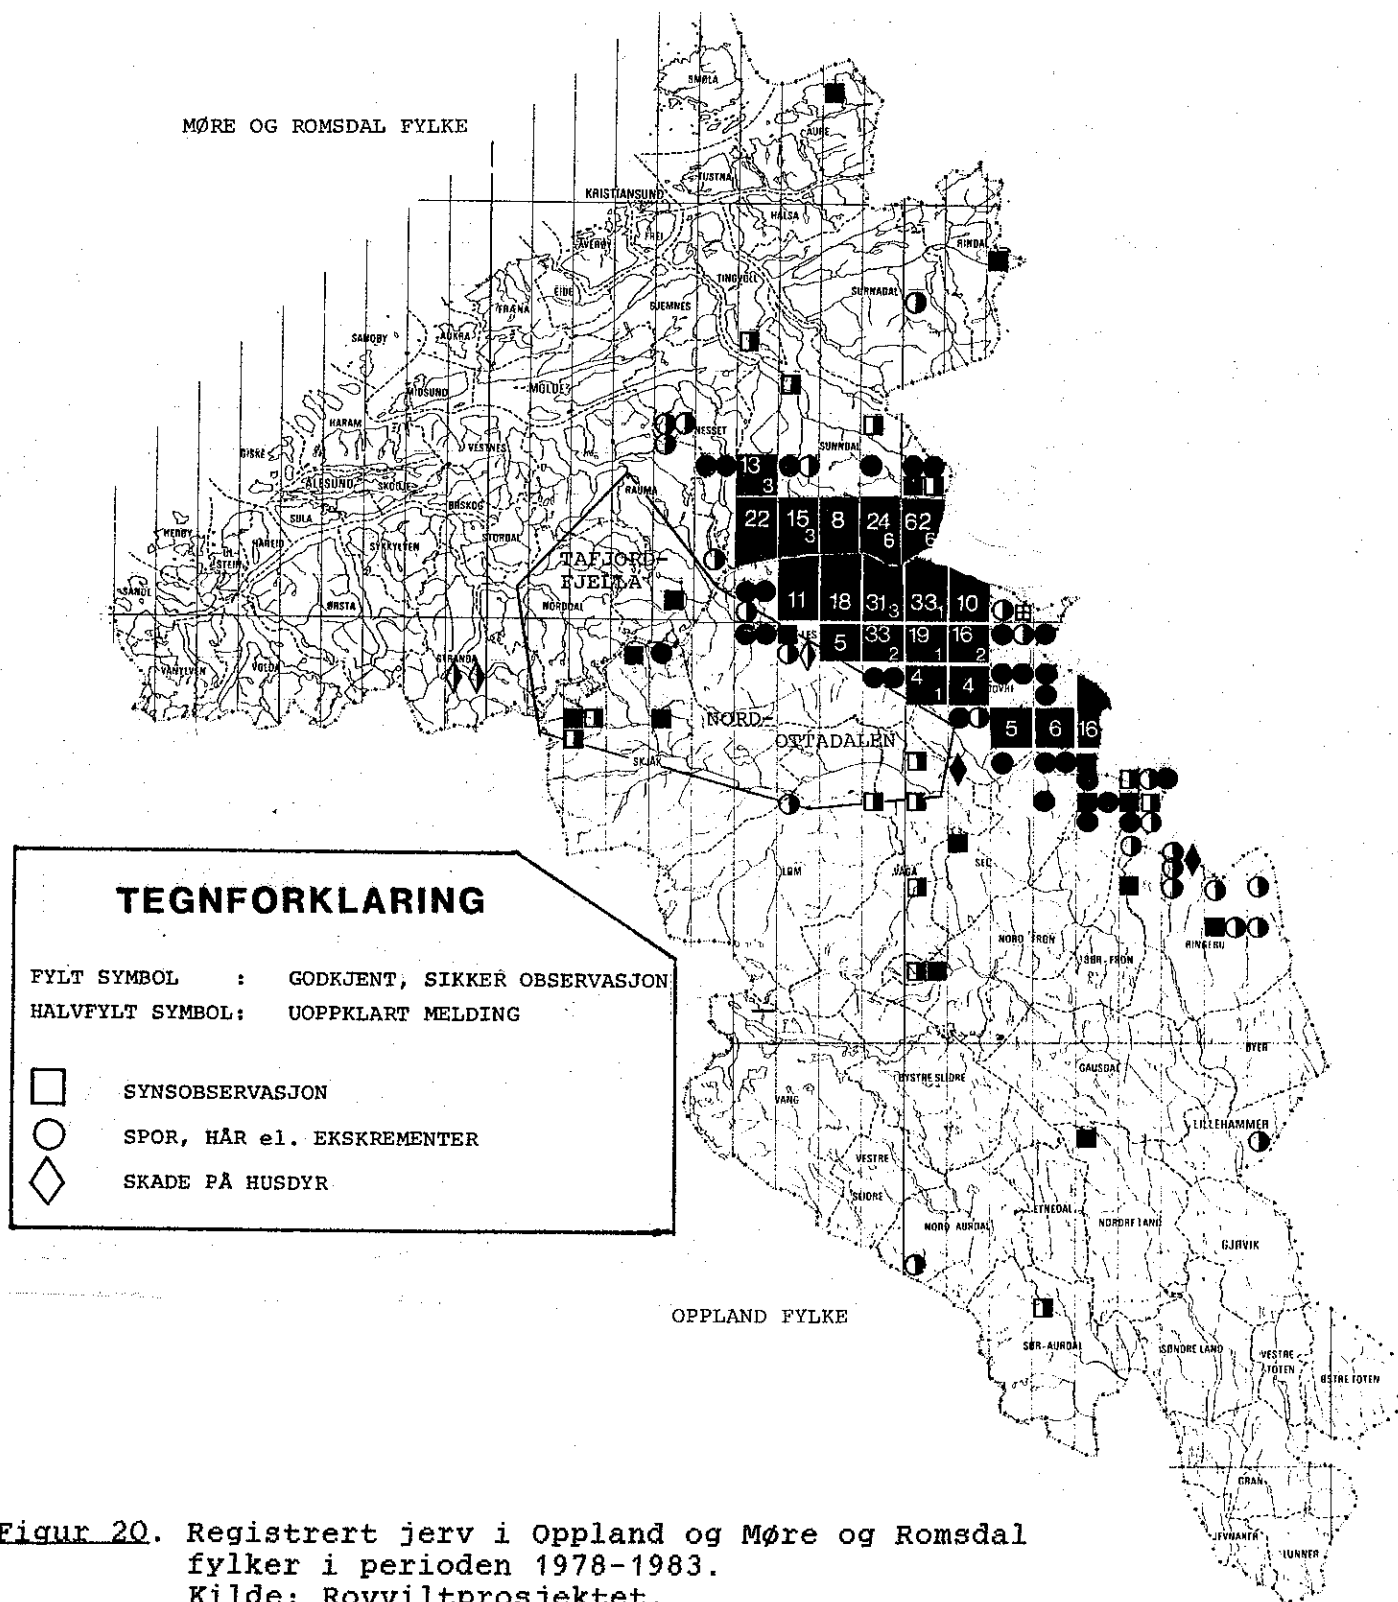 SMØLA
MØRE OG ROMSDAL FYLKE
AURE
TUSTNA
KRISTIANSUND
HALSA
FREI
AVERØY
RINDAL
TINGVOLL
EIDE
SURNADAL
GJEMNES
FRÆNA
SANDØY
AUKRA
MIDSUND
MOLDE
HARAM
NESSET
GISKE
VESTNES
SUNNDAL
ÅLESUND
SKODJE
13 3
RAUMA
ØRSKOG
SULA
22 15 3 8 24 6 62 6
HERØY
HAREID
STORDAL
SYKKYLVEN
UL
STEIN
TAFJORD-
FJELLA
SANDE
ØRSTA
NORDDAL
11 18 31 3 33 1 10
LES
5 33 2 19 1 16 2
VANYLVEN
VOLDA
STRANDA
4 1 4
DOVRE
NORD-
OTTADALEN
5 6 16
SKJÅK
LOM
VÅGÅ
SEL
TEGNFORKLARING
NORD FRON
SØR-FRON
RINGEBU
FYLT SYMBOL : GODKJENT, SIKKER OBSERVASJON
HALVFYLT SYMBOL: UOPPKLART MELDING
ØYER
ØYSTRE SLIDRE
GAUSDAL
SYNSOBSERVASJON
VANG
LILLEHAMMER
SPOR, HÅR el. EKSKREMENTER
VESTRE
SLIDRE
SKADE PÅ HUSDYR
ETNEDAL
NORD AURDAL
NORDRE LAND
GJØVIK
OPPLAND FYLKE
SØR-AURDAL
SØNDRE LAND
VESTRE
TOTEN
ØSTRE TOTEN
GRAN
JEVNAKER
LUNNER
Figur 20. Registrert jerv i Oppland og Møre og Romsdal
fylker i perioden 1978-1983.
Kilde: Rovviltprosjektet.